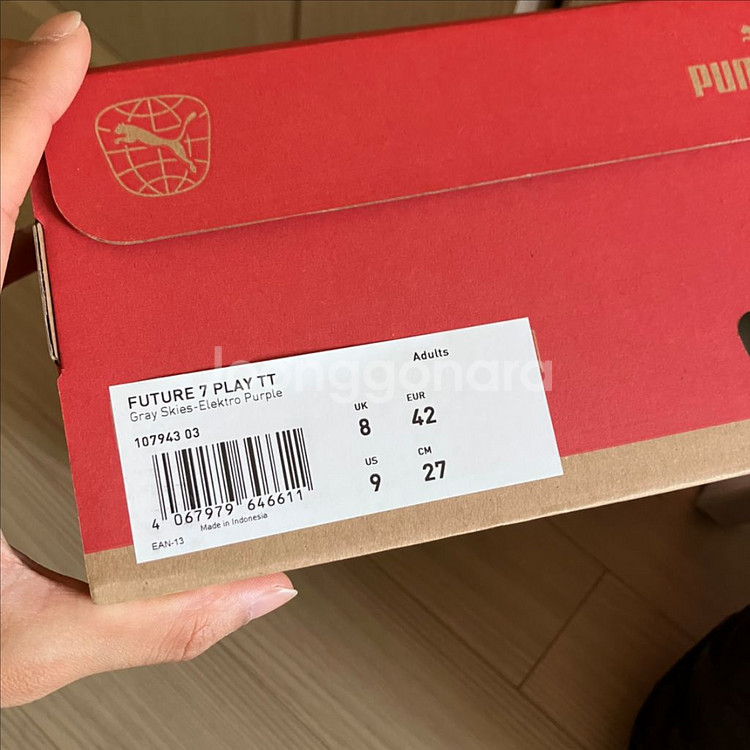 PUM
Adults
FUTURE 7 PLAY TT
Gray Skies-Elektro Purple
107943 03
UK 8
EUR 42
US 9
CM 27
4 067979 646611
Made in Indonesia
EAN-13
joonggonara